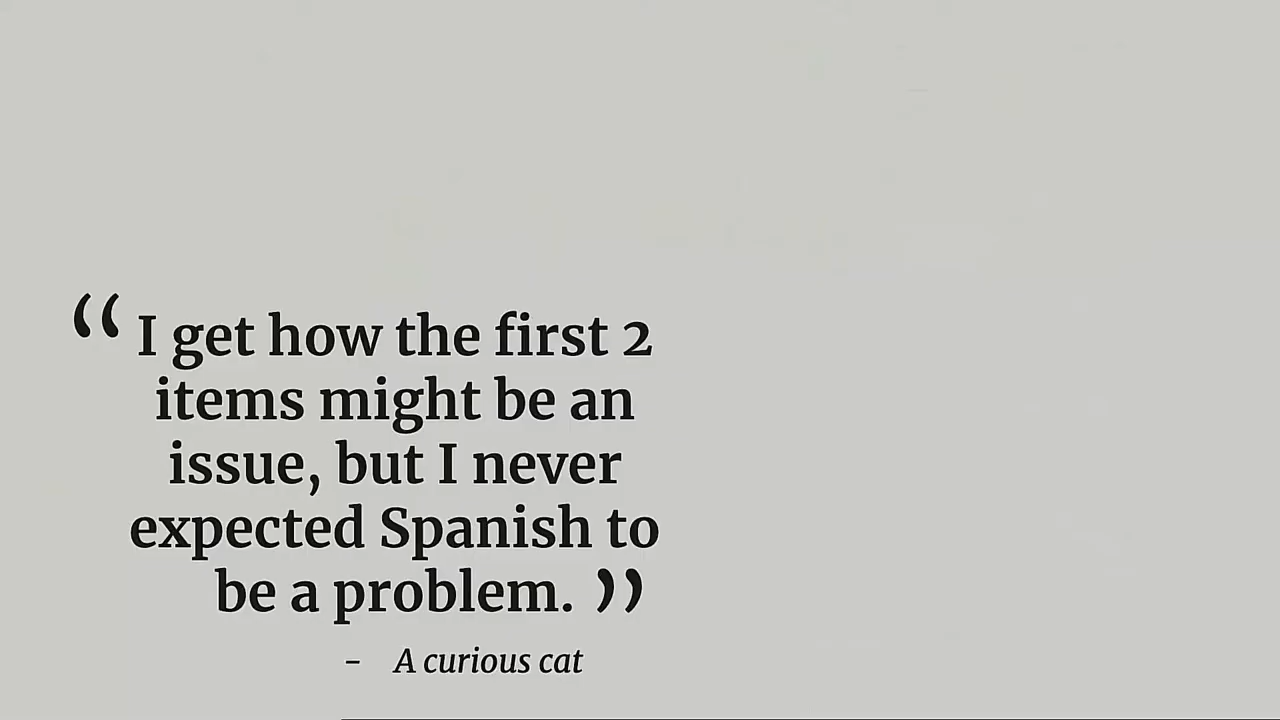 “I get how the first 2
items might be an
issue, but I never
expected Spanish to
be a problem.”
- A curious cat